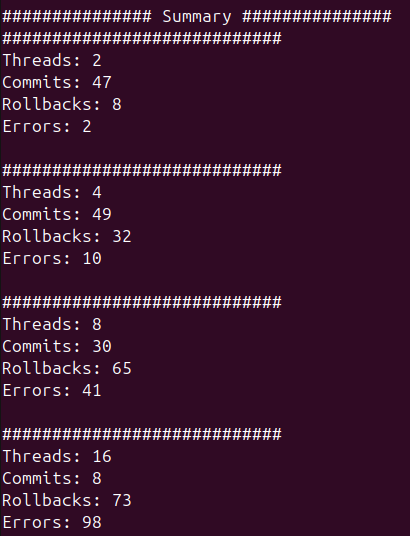 ############### Summary ###############
############################
Threads: 2
Commits: 47
Rollbacks: 8
Errors: 2

############################
Threads: 4
Commits: 49
Rollbacks: 32
Errors: 10

############################
Threads: 8
Commits: 30
Rollbacks: 65
Errors: 41

############################
Threads: 16
Commits: 8
Rollbacks: 73
Errors: 98